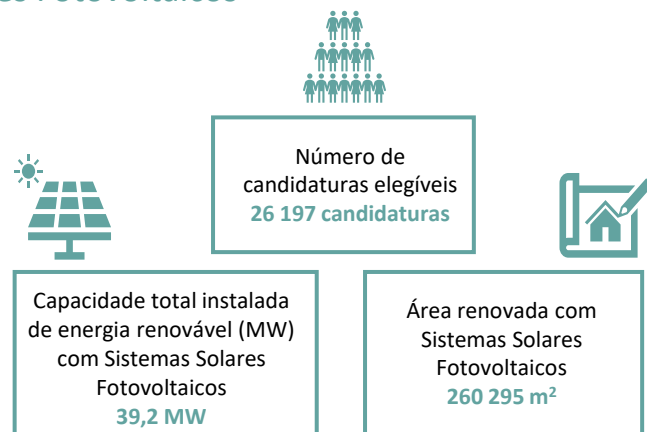 Número de
candidaturas elegíveis
26 197 candidaturas
Capacidade total instalada
de energia renovável (MW)
com Sistemas Solares
Fotovoltaicos
39,2 MW
Área renovada com
Sistemas Solares
Fotovoltaicos
260 295 m²